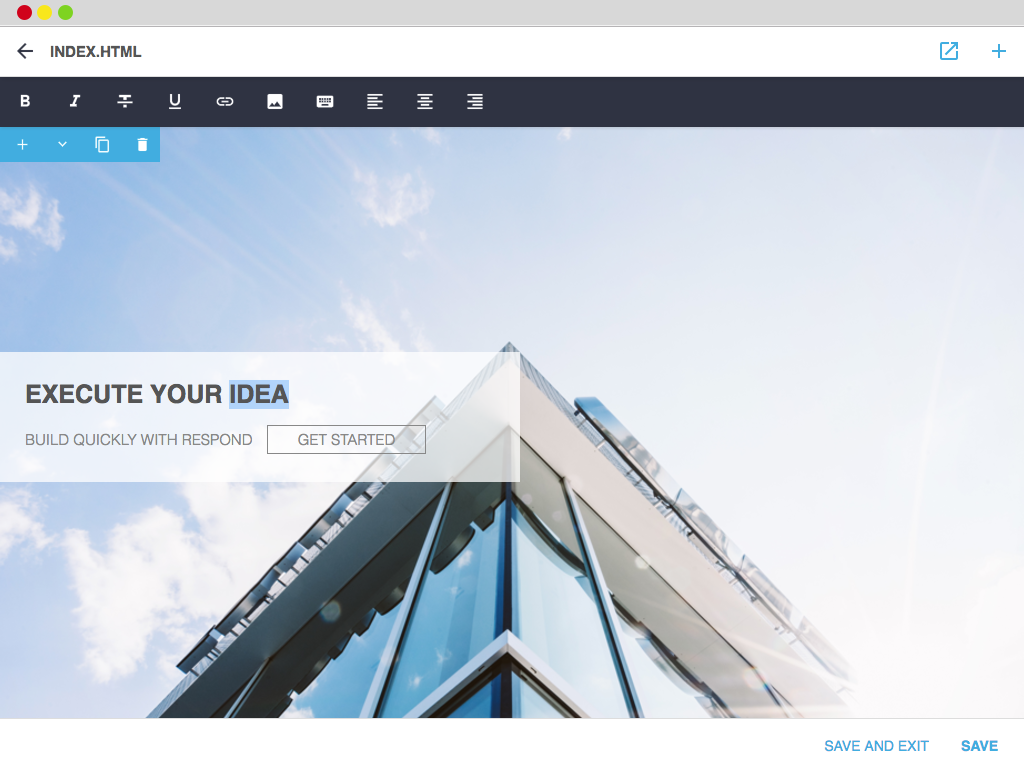 INDEX.HTML
B I S U
EXECUTE YOUR IDEA
BUILD QUICKLY WITH RESPOND GET STARTED
SAVE AND EXIT SAVE